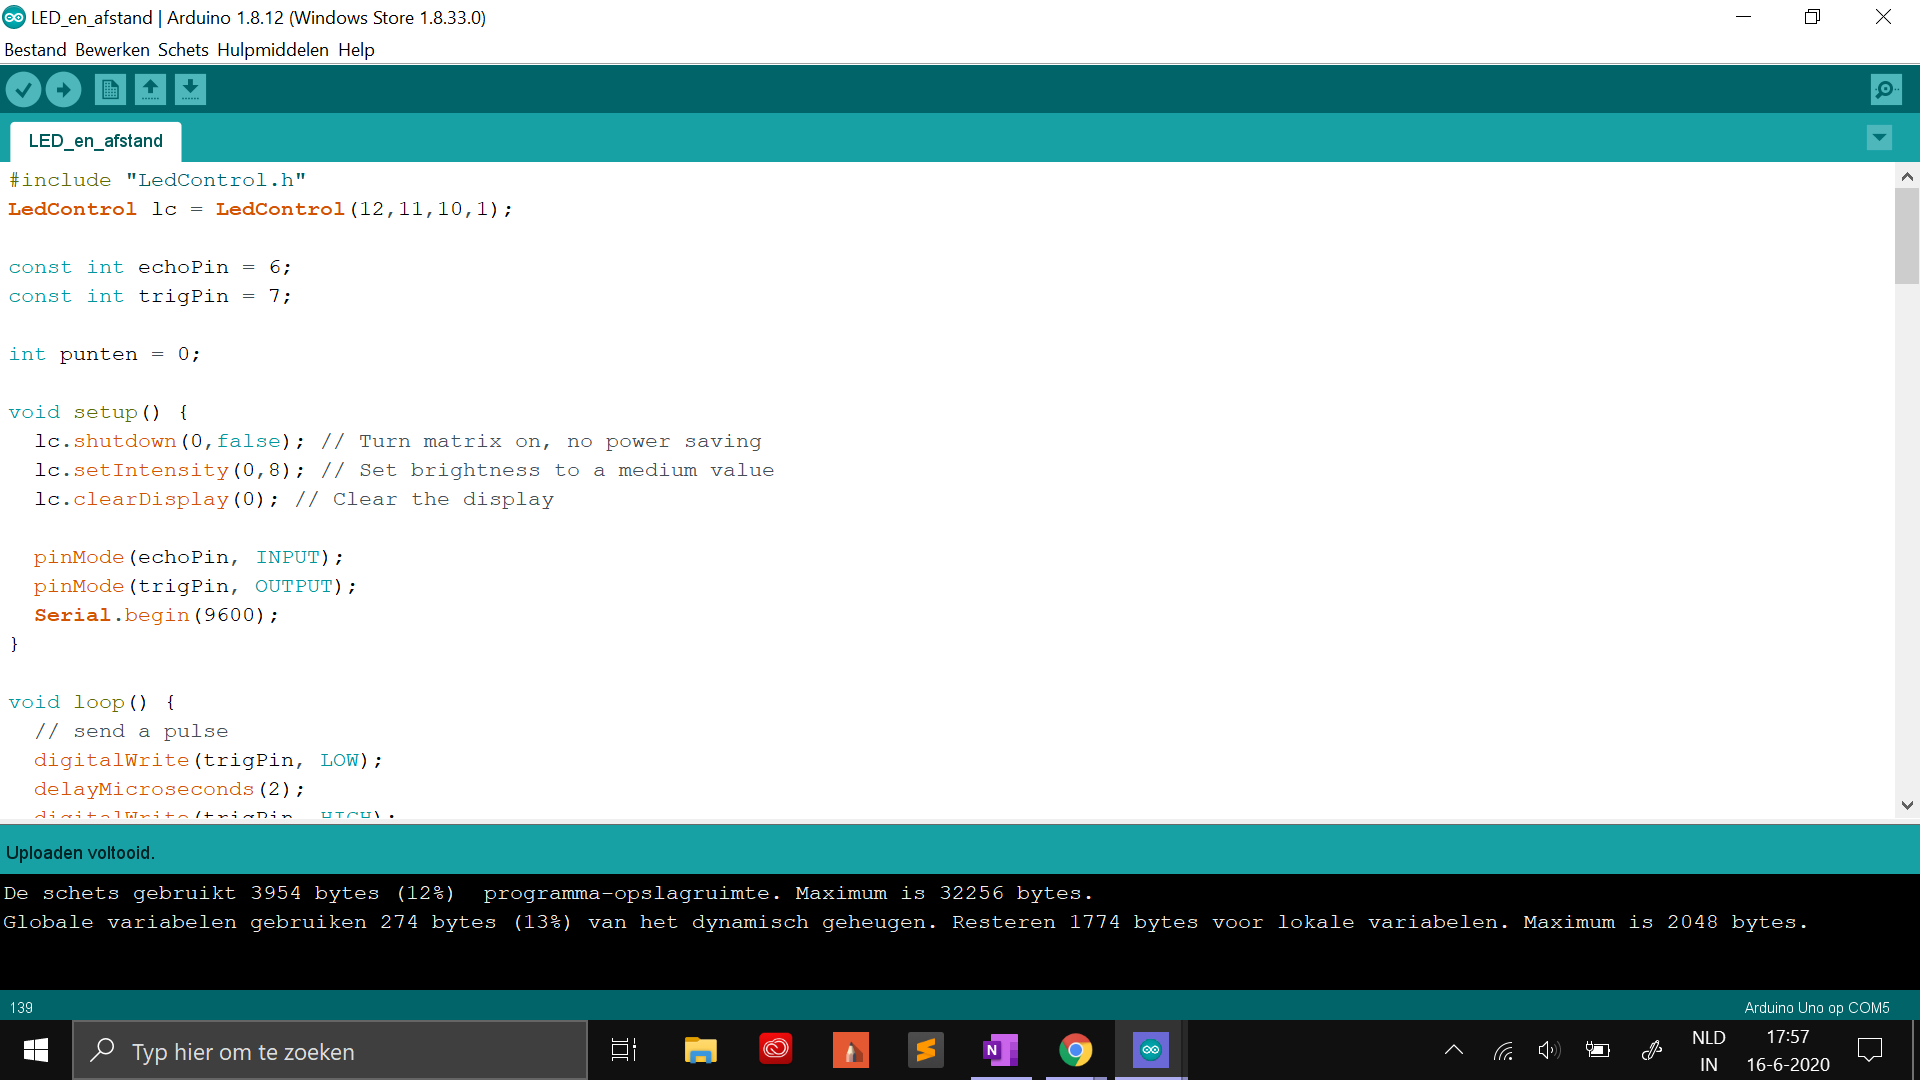 LED_en_afstand | Arduino 1.8.12 (Windows Store 1.8.33.0)
Bestand Bewerken Schets Hulpmiddelen Help
LED_en_afstand
#include "LedControl.h"
LedControl lc = LedControl(12,11,10,1);
const int echoPin = 6;
const int trigPin = 7;
int punten = 0;
void setup() {
  lc.shutdown(0,false); // Turn matrix on, no power saving
  lc.setIntensity(0,8); // Set brightness to a medium value
  lc.clearDisplay(0); // Clear the display
  pinMode(echoPin, INPUT);
  pinMode(trigPin, OUTPUT);
  Serial.begin(9600);
}
void loop() {
  // send a pulse
  digitalWrite(trigPin, LOW);
  delayMicroseconds(2);
  digitalWrite(trigPin, HIGH);
Uploaden voltooid.
De schets gebruikt 3954 bytes (12%)  programma-opslagruimte. Maximum is 32256 bytes.
Globale variabelen gebruiken 274 bytes (13%) van het dynamisch geheugen. Resteren 1774 bytes voor lokale variabelen. Maximum is 2048 bytes.
139
Arduino Uno op COM5
Typ hier om te zoeken
N
NLD
IN
17:57
16-6-2020